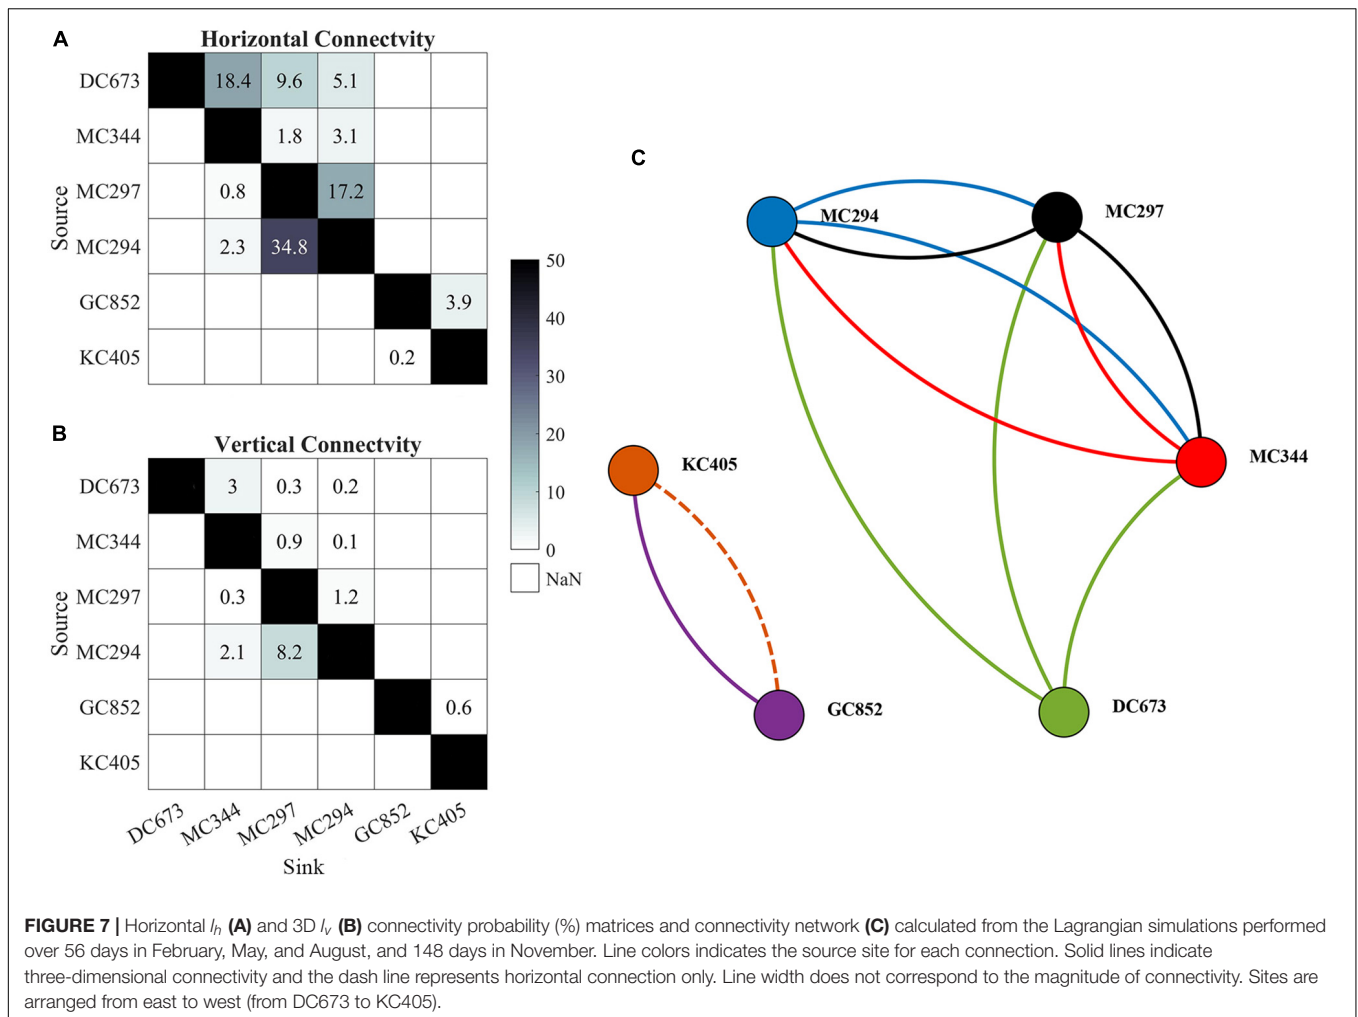 A
Horizontal Connectvity
DC673 18.4 9.6 5.1
MC344 1.8 3.1
MC297 0.8 17.2
MC294 2.3 34.8
GC852 3.9
KC405 0.2
Source
B
Vertical Connectvity
DC673 3 0.3 0.2
MC344 0.9 0.1
MC297 0.3 1.2
MC294 2.1 8.2
GC852 0.6
KC405
Source
DC673 MC344 MC297 MC294 GC852 KC405
Sink
50
40
30
20
10
0
NaN
C
MC294
MC297
MC344
KC405
GC852
DC673
FIGURE 7 | Horizontal Ih (A) and 3D Iv (B) connectivity probability (%) matrices and connectivity network (C) calculated from the Lagrangian simulations performed
over 56 days in February, May, and August, and 148 days in November. Line colors indicates the source site for each connection. Solid lines indicate
three-dimensional connectivity and the dash line represents horizontal connection only. Line width does not correspond to the magnitude of connectivity. Sites are
arranged from east to west (from DC673 to KC405).